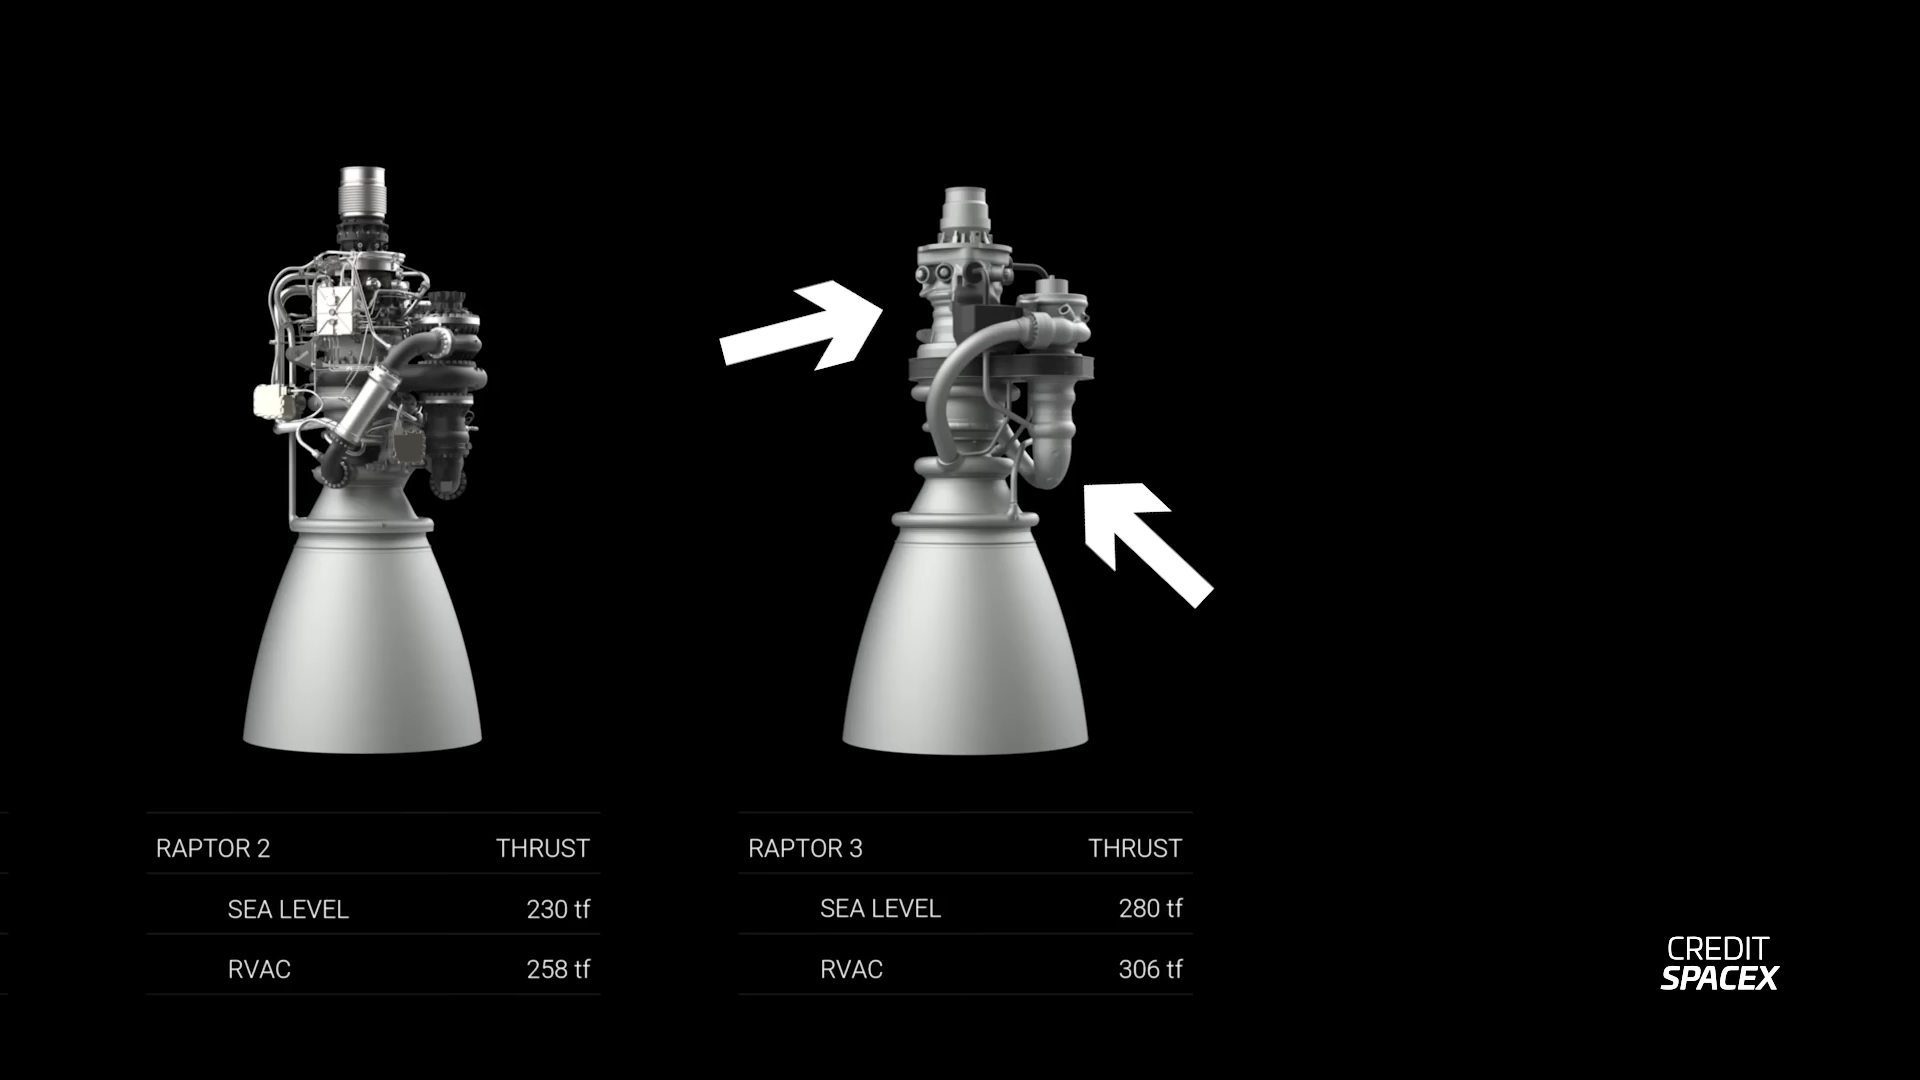 RAPTOR 2 THRUST
SEA LEVEL 230 tf
RVAC 258 tf
RAPTOR 3 THRUST
SEA LEVEL 280 tf
RVAC 306 tf
CREDIT
SPACEX